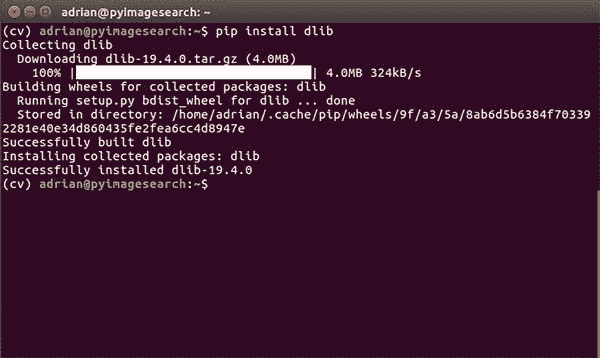 adrian@pyimagesearch: ~
(cv) adrian@pyimagesearch:~$ pip install dlib
Collecting dlib
  Downloading dlib-19.4.0.tar.gz (4.0MB)
    100% |████████████████████████████████| 4.0MB 324kB/s
Building wheels for collected packages: dlib
  Running setup.py bdist_wheel for dlib ... done
  Stored in directory: /home/adrian/.cache/pip/wheels/9f/a3/5a/8ab6d5b6384f70339
2281e40e34d860435fe2fea6cc4d8947e
Successfully built dlib
Installing collected packages: dlib
Successfully installed dlib-19.4.0
(cv) adrian@pyimagesearch:~$